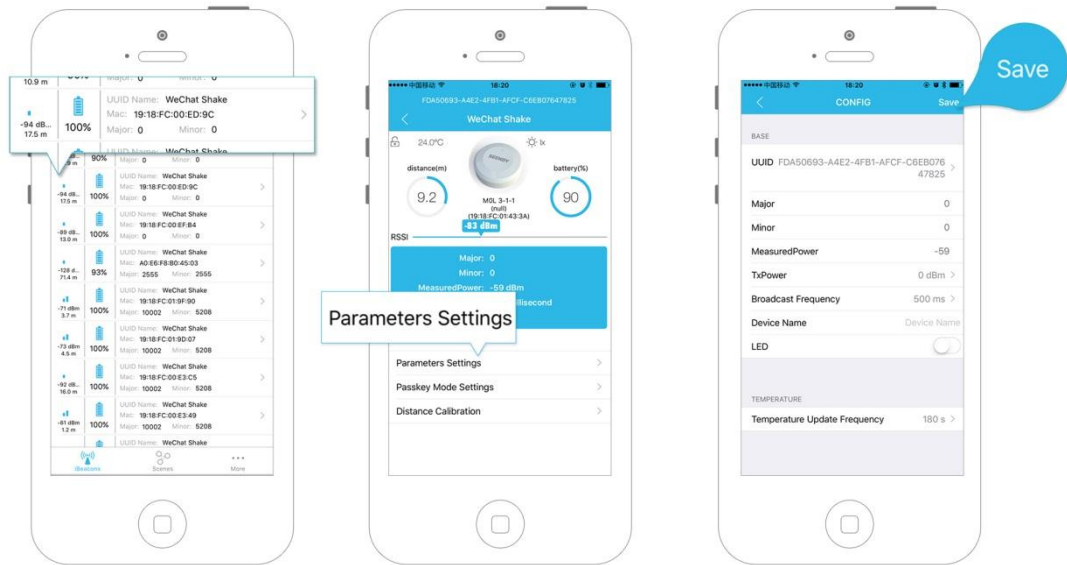 10.9 m
Major: 0 Minor: 0
-94 dB...
17.5 m
100%
UUID Name: WeChat Shake
Mac: 19:18:FC:00:ED:9C
Major: 0 Minor: 0
UUID Name: WeChat Shake
90%
Major: 0 Minor: 0
-94 dB...
17.5 m
100%
UUID Name: WeChat Shake
Mac: 19:18:FC:00:ED:9C
Major: 0 Minor: 0
-89 dB...
13.0 m
100%
UUID Name: WeChat Shake
Mac: 19:18:FC:00:EF:B4
Major: 0 Minor: 0
-128 d...
71.4 m
93%
UUID Name: WeChat Shake
Mac: A0:E6:F8:B0:45:03
Major: 2555 Minor: 2555
-71 dBm
3.7 m
100%
UUID Name: WeChat Shake
Mac: 19:18:FC:01:9F:90
Major: 10002 Minor: 5208
-73 dBm
4.5 m
100%
UUID Name: WeChat Shake
Mac: 19:18:FC:01:9D:07
Major: 10002 Minor: 5208
-92 dB...
16.0 m
100%
UUID Name: WeChat Shake
Mac: 19:18:FC:00:E3:C5
Major: 10002 Minor: 5208
-61 dBm
1.2 m
100%
UUID Name: WeChat Shake
Mac: 19:18:FC:00:E3:49
Major: 10002 Minor: 5208
UUID Name: WeChat Shake
iBeacons Scenes More
中国移动 18:20
FDA50693-A4E2-4FB1-AFCF-C6EB07647825
WeChat Shake
24.0°C lx
distance(m) battery(%)
9.2 90
M0L 3-1-1
(null)
(19:18:FC:01:43:3A)
-83 dBm
RSSI
Major: 0
Minor: 0
MeasuredPower: -59 dBm
Parameters Settings
Parameters Settings
Passkey Mode Settings
Distance Calibration
中国移动 18:20
CONFIG Save
Save
BASE
UUID FDA50693-A4E2-4FB1-AFCF-C6EB076
47825
Major 0
Minor 0
MeasuredPower -59
TxPower 0 dBm
Broadcast Frequency 500 ms
Device Name Device Name
LED
TEMPERATURE
Temperature Update Frequency 180 s